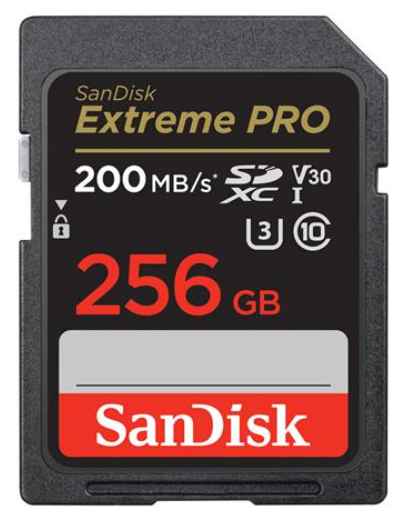 SanDisk
Extreme PRO
200 MB/s* SD XC V30 I
3 10
256 GB
SanDisk